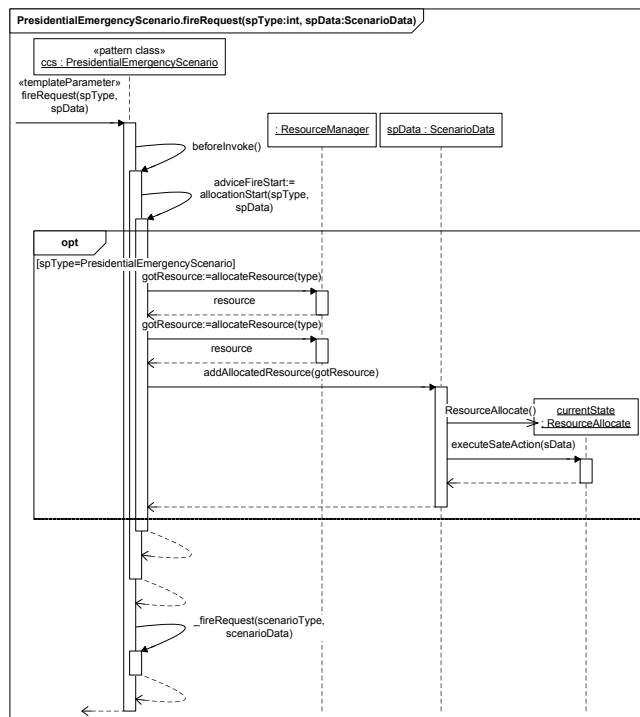 PresidentialEmergencyScenario.fireRequest(spType:int, spData:ScenarioData)
«pattern class»
ccs : PresidentialEmergencyScenario
«templateParameter»
fireRequest(spType,
spData)
: ResourceManager
spData : ScenarioData
beforeInvoke()
adviceFireStart:=
allocationStart(spType,
spData)
opt
[spType=PresidentialEmergencyScenario]
gotResource:=allocateResource(type)
resource
gotResource:=allocateResource(type)
resource
addAllocatedResource(gotResource)
ResourceAllocate()
currentState
: ResourceAllocate
executeSateAction(sData)
_fireRequest(scenarioType,
scenarioData)